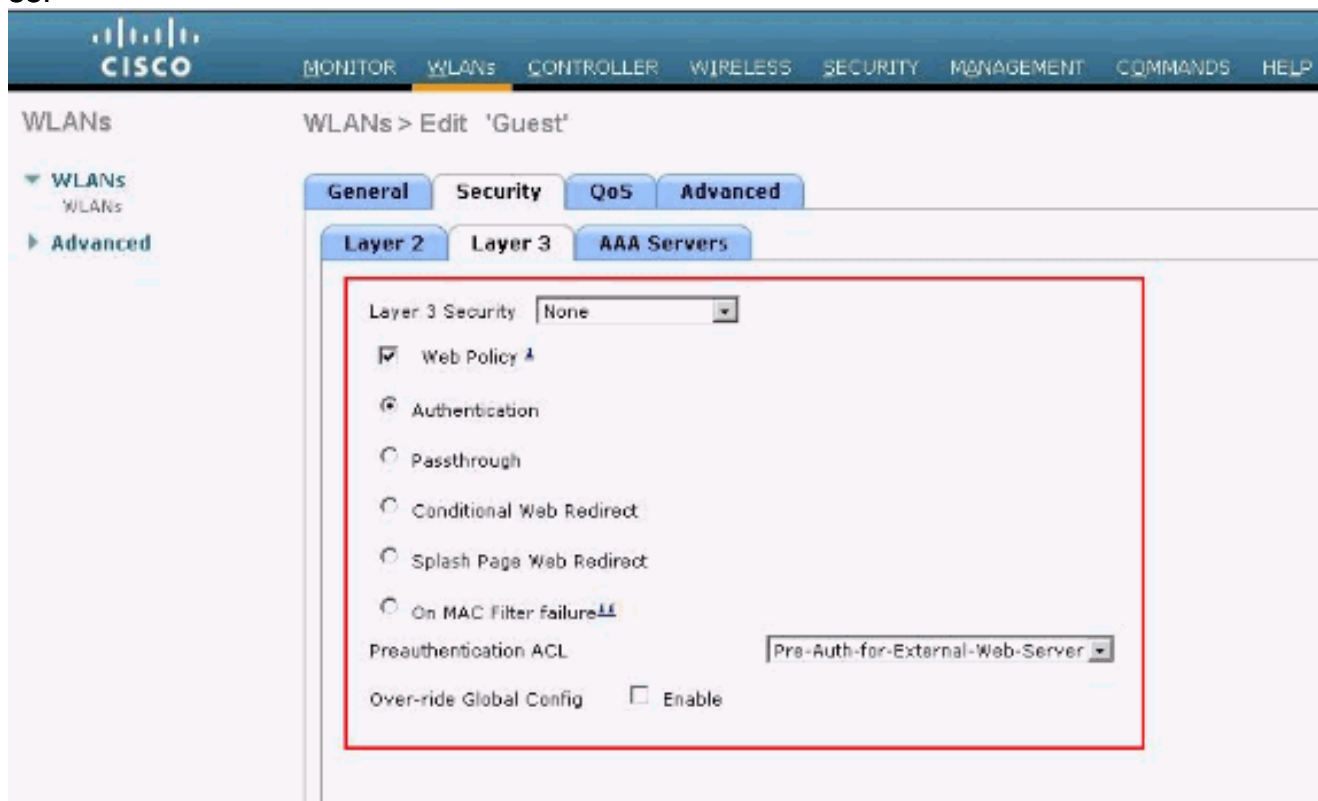 CISCO
MONITOR WLANs CONTROLLER WIRELESS SECURITY MANAGEMENT COMMANDS HELP
WLANs
WLANs > Edit 'Guest'
WLANs
WLANs
Advanced
General Security QoS Advanced
Layer 2 Layer 3 AAA Servers
Layer 3 Security None
Web Policy 1
Authentication
Passthrough
Conditional Web Redirect
Splash Page Web Redirect
On MAC Filter failure11
Preauthentication ACL Pre-Auth-for-External-Web-Server
Over-ride Global Config Enable